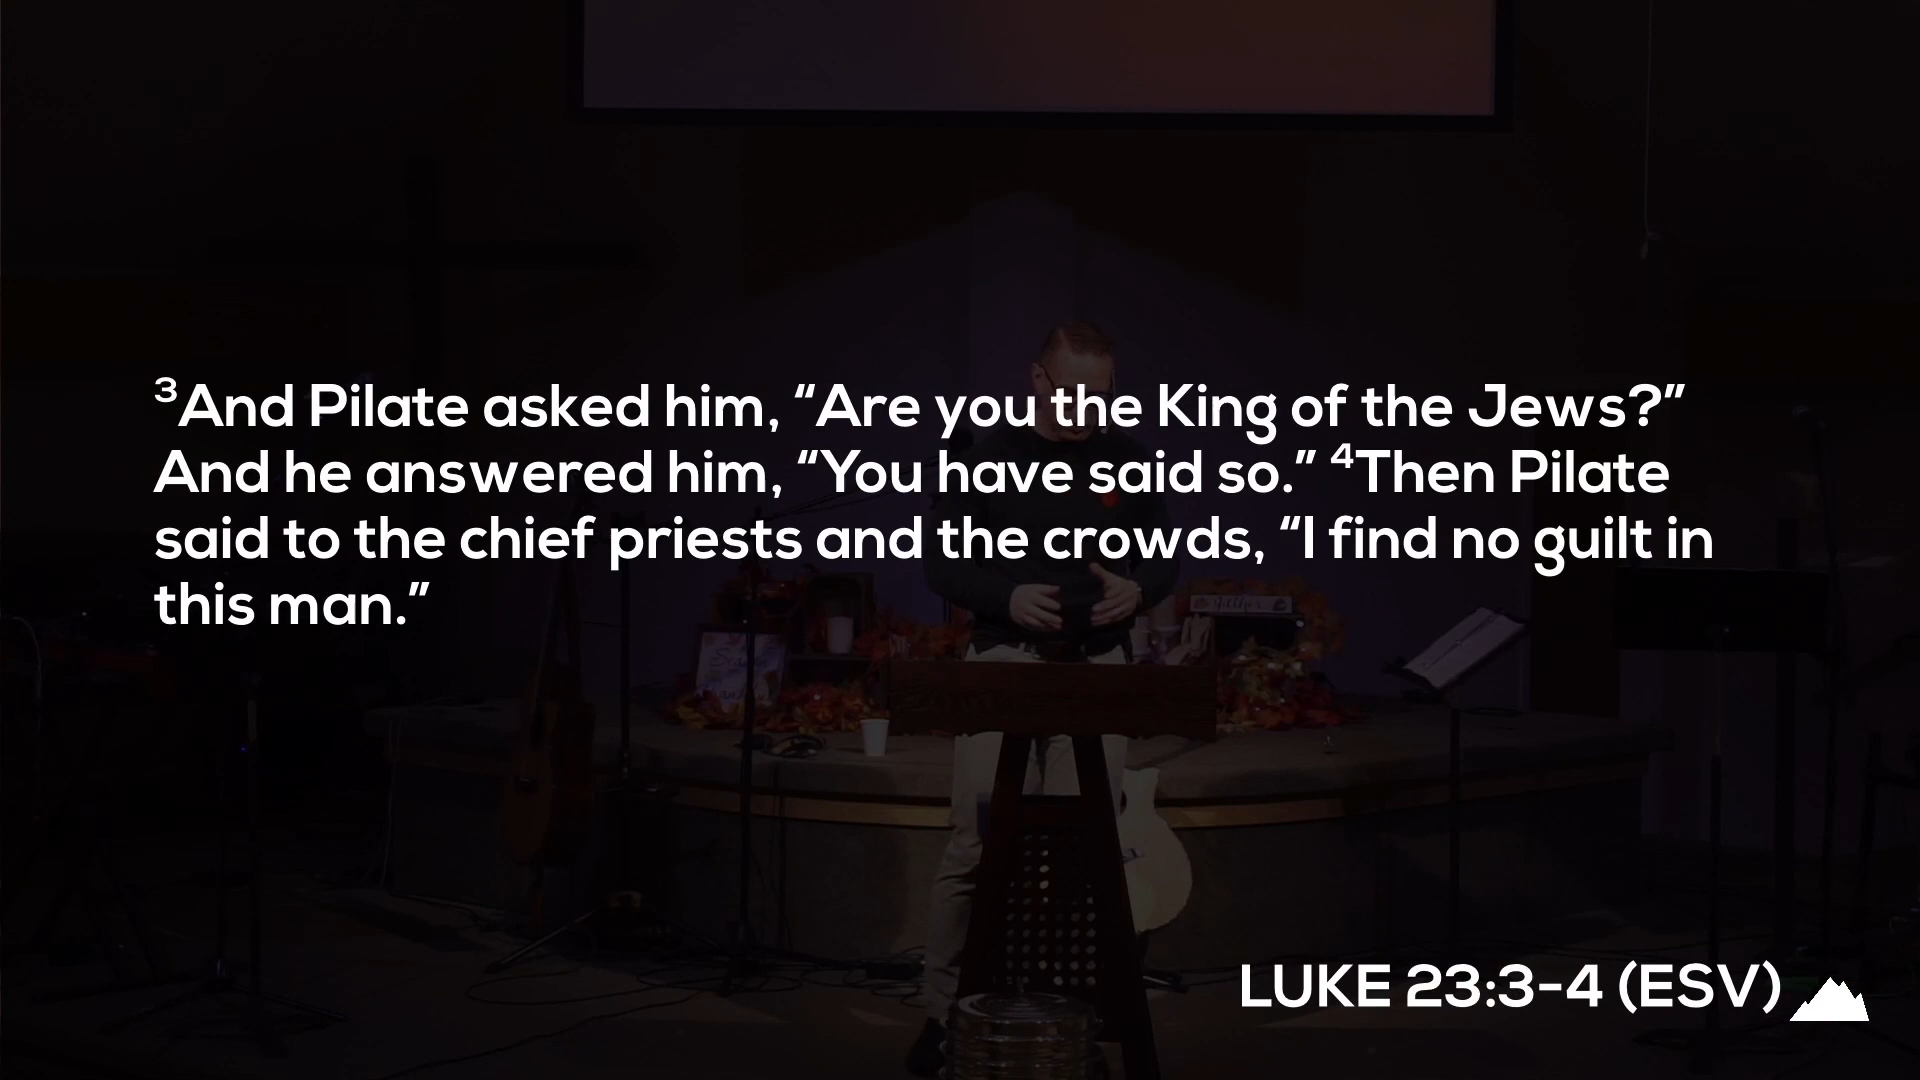 ³And Pilate asked him, “Are you the King of the Jews?”
And he answered him, “You have said so.” ⁴Then Pilate
said to the chief priests and the crowds, “I find no guilt in
this man.”
gather
LUKE 23:3-4 (ESV)